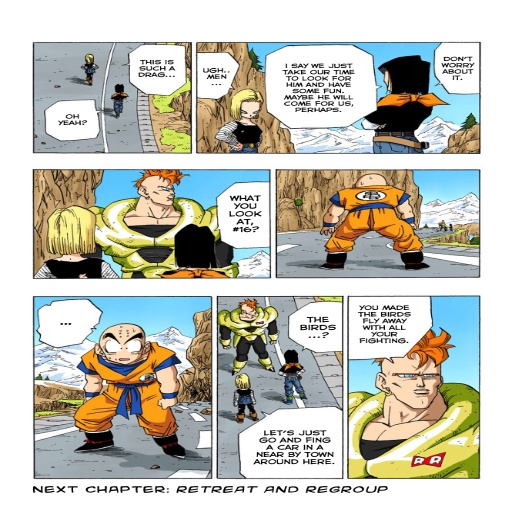 THIS IS
SUCH A
DRAG...
OH
YEAH?
UGH..
MEN
...
I SAY WE JUST
TAKE OUR TIME
TO LOOK FOR
HIM AND HAVE
SOME FUN.
MAYBE HE WILL
COME FOR US,
PERHAPS.
DON'T
WORRY
ABOUT
IT.
WHAT
YOU
LOOK
AT,
#16?
...
THE
BIRDS
...?
LET'S JUST
GO AND FING
A CAR IN A
NEAR BY TOWN
AROUND HERE.
YOU MADE
THE BIRDS
FLY AWAY
WITH ALL
YOUR
FIGHTING.
RR
NEXT CHAPTER: RETREAT AND REGROUP